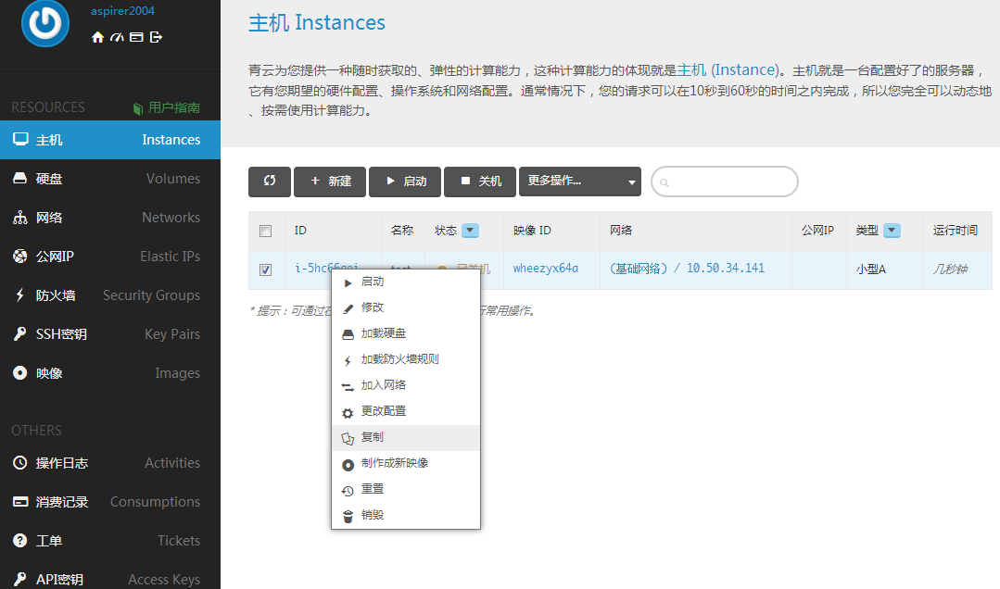 aspirer2004
RESOURCES 用户指南
主机 Instances
硬盘 Volumes
网络 Networks
公网IP Elastic IPs
防火墙 Security Groups
SSH密钥 Key Pairs
映像 Images
OTHERS
操作日志 Activities
消费记录 Consumptions
工单 Tickets
API密钥 Access Keys
主机 Instances
青云为您提供一种随时获取的、弹性的计算能力，这种计算能力的体现就是主机 (Instance)。主机就是一台配置好了的服务器，
它有您期望的硬件配置、操作系统和网络配置。通常情况下，您的请求可以在10秒到60秒的时间之内完成，所以您完全可以动态地
、按需使用计算能力。
新建 启动 关机 更多操作...
ID 名称 状态 映像 ID 网络 公网IP 类型 运行时间
test 已关机 wheezyx64a (基础网络) / 10.50.34.141 小型A 几秒钟
* 提示：可通过在 行常用操作。
启动
修改
加载硬盘
加载防火墙规则
加入网络
更改配置
复制
制作成新映像
重置
销毁